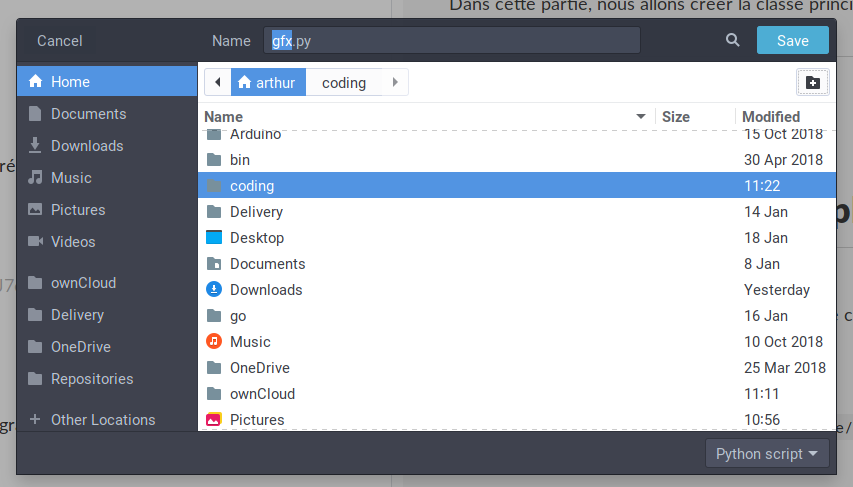 Dans cette partie, nous allons créer la classe princi
Cancel
Name
gfx.py
Save
Home
Documents
Downloads
Music
Pictures
Videos
ownCloud
Delivery
OneDrive
Repositories
Other Locations
arthur
coding
Name Size Modified
Arduino 15 Oct 2018
bin 30 Apr 2018
coding 11:22
Delivery 14 Jan
Desktop 18 Jan
Documents 8 Jan
Downloads Yesterday
go 16 Jan
Music 10 Oct 2018
OneDrive 25 Mar 2018
ownCloud 11:11
Pictures 10:56
Python script